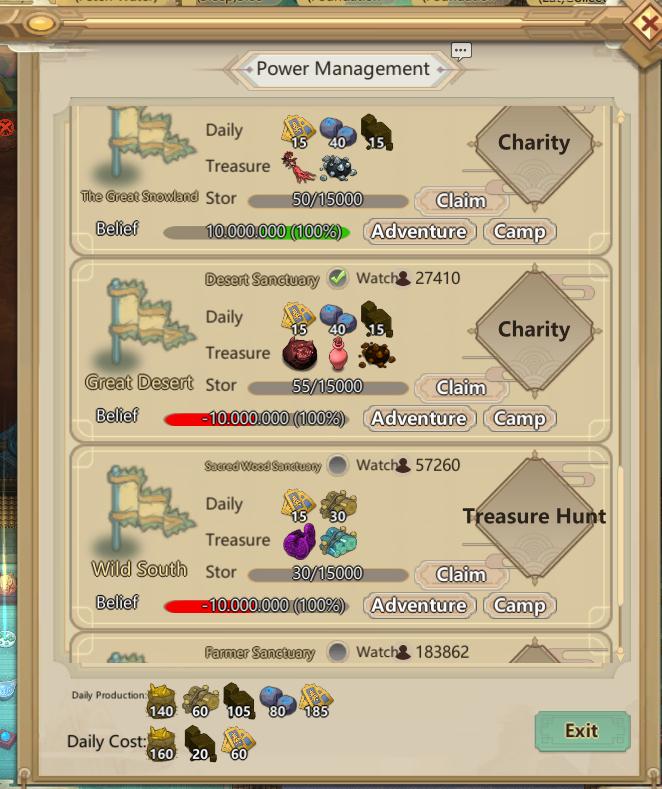 Power Management
Daily 15 40 15
Treasure
The Great Snowland
Stor 50/15000 Claim
Belief 10.000.000 (100%) Adventure Camp
Charity
Desert Sanctuary Watch 27410
Daily 15 40 15
Treasure
Great Desert
Stor 55/15000 Claim
Belief -10.000.000 (100%) Adventure Camp
Charity
Sacred Wood Sanctuary Watch 57260
Daily 15 30
Treasure
Wild South
Stor 30/15000 Claim
Belief -10.000.000 (100%) Adventure Camp
Treasure Hunt
Farmer Sanctuary Watch 183862
Daily Production: 140 60 105 80 185
Daily Cost: 160 20 60
Exit